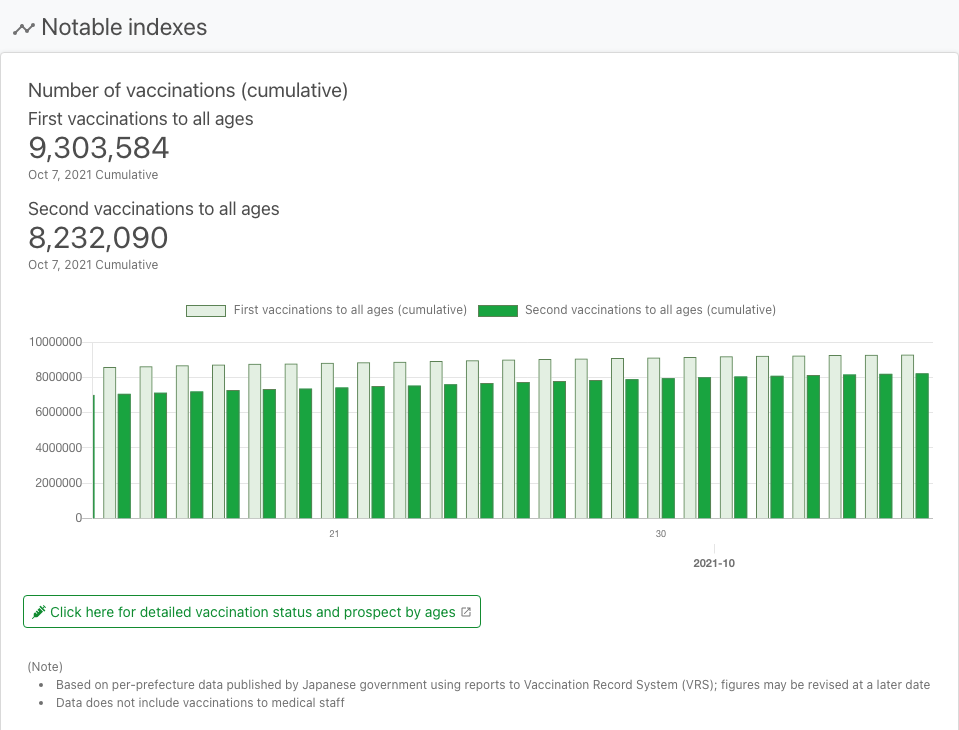 Notable indexes
Number of vaccinations (cumulative)
First vaccinations to all ages
9,303,584
Oct 7, 2021 Cumulative
Second vaccinations to all ages
8,232,090
Oct 7, 2021 Cumulative
First vaccinations to all ages (cumulative) Second vaccinations to all ages (cumulative)
10000000
8000000
6000000
4000000
2000000
0
21 30
2021-10
Click here for detailed vaccination status and prospect by ages
(Note)
• Based on per-prefecture data published by Japanese government using reports to Vaccination Record System (VRS); figures may be revised at a later date
• Data does not include vaccinations to medical staff